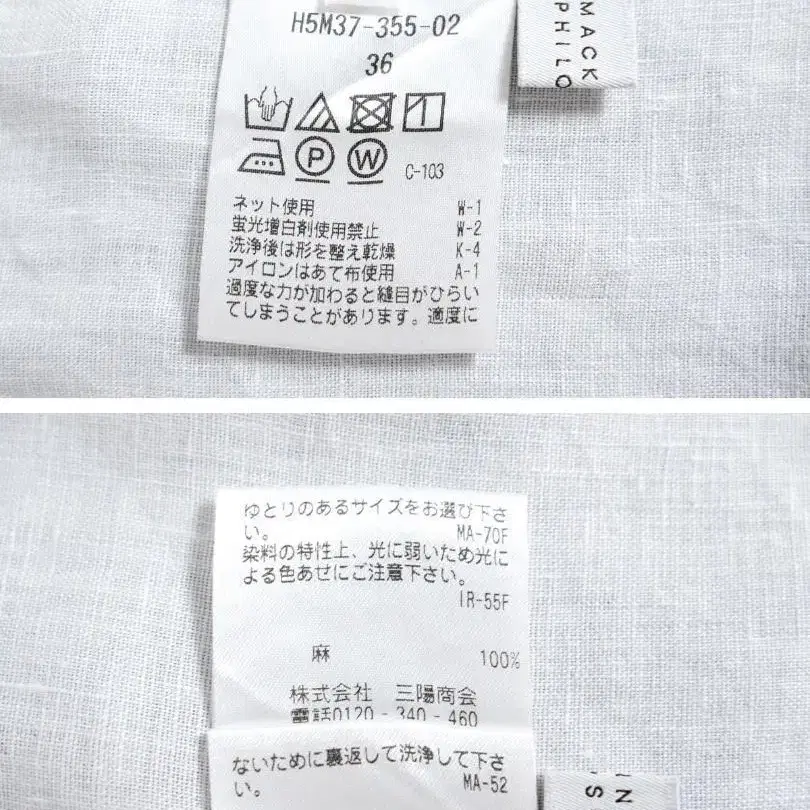 H5M37-355-02
36
MACK
PHILO
P W C-103
ネット使用 W-1
蛍光増白剤使用禁止 W-2
洗浄後は形を整え乾燥 K-4
アイロンはあて布使用 A-1
過度な力が加わると縫目がひらい
てしまうことがあります。適度に
ゆとりのあるサイズをお選び下さ
い。 MA-70F
染料の特性上、光に弱いため光に
よる色あせにご注意下さい。
IR-55F
麻 100%
株式会社 三陽商会
電話0120-340-460
ないために裏返して洗浄して下さ
い。 MA-52
N
S